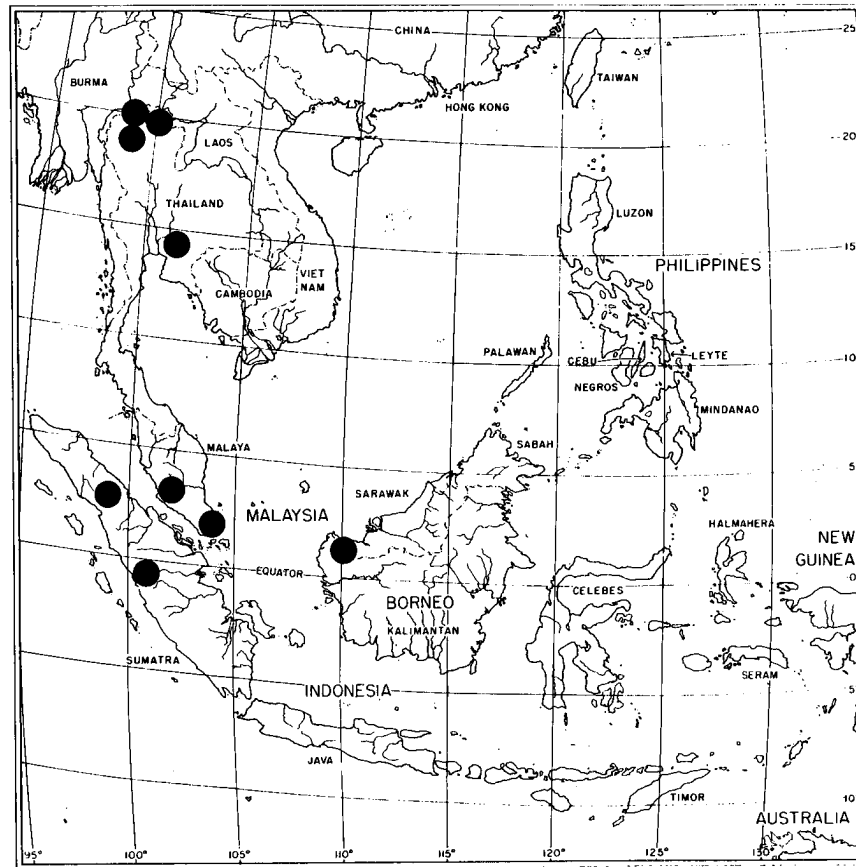 CHINA
25
BURMA
TAIWAN
HONG KONG
20
LAOS
THAILAND
LUZON
15
PHILIPPINES
VIET
NAM
CAMBODIA
PALAWAN
CEBU
LEYTE
10
NEGROS
MINDANAO
SABAH
MALAYA
5
SARAWAK
MALAYSIA
HALMAHERA
NEW
GUINEA
EQUATOR
0
CELEBES
BORNEO
KALIMANTAN
SUMATRA
SERAM
INDONESIA
5
JAVA
TIMOR
10
AUSTRALIA
95°
100°
105°
110°
115°
120°
125°
130°